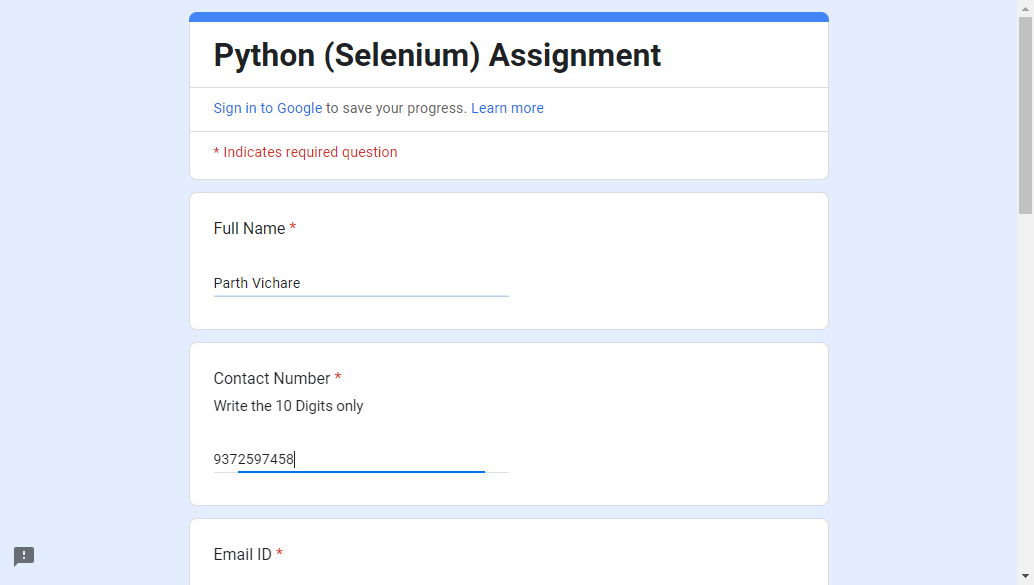 Python (Selenium) Assignment
Sign in to Google to save your progress. Learn more
* Indicates required question
Full Name *
Parth Vichare
Contact Number *
Write the 10 Digits only
9372597458
Email ID *